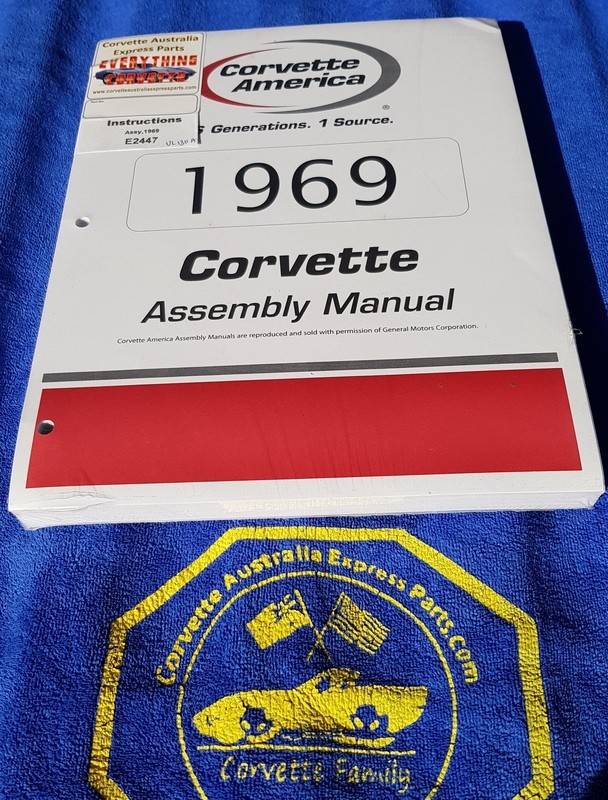 Corvette Australia
Express Parts
EVERYTHING
CORVETTE
www.corvetteaustraliaexpressparts.com
Instructions
Assy,1969
E2447
Corvette
America
®
Generations. 1 Source.
1969
Corvette
Assembly Manual
Corvette America Assembly Manuals are reproduced and sold with permission of General Motors Corporation.
Corvette Australia Express Parts.com
Corvette Family